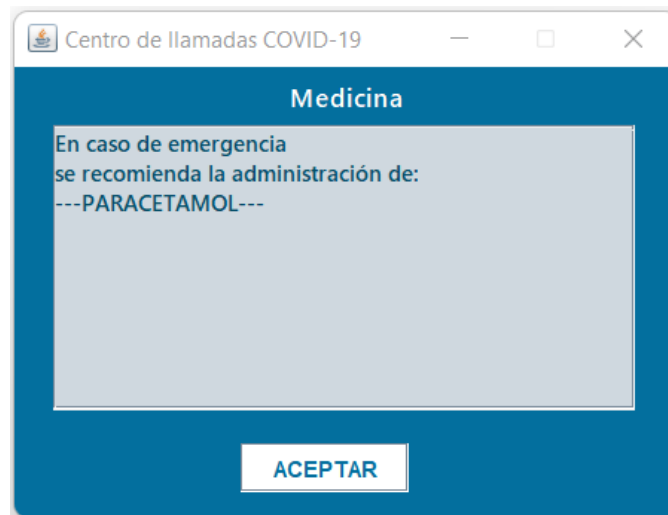 Centro de llamadas COVID-19
Medicina
En caso de emergencia
se recomienda la administración de:
---PARACETAMOL---
ACEPTAR